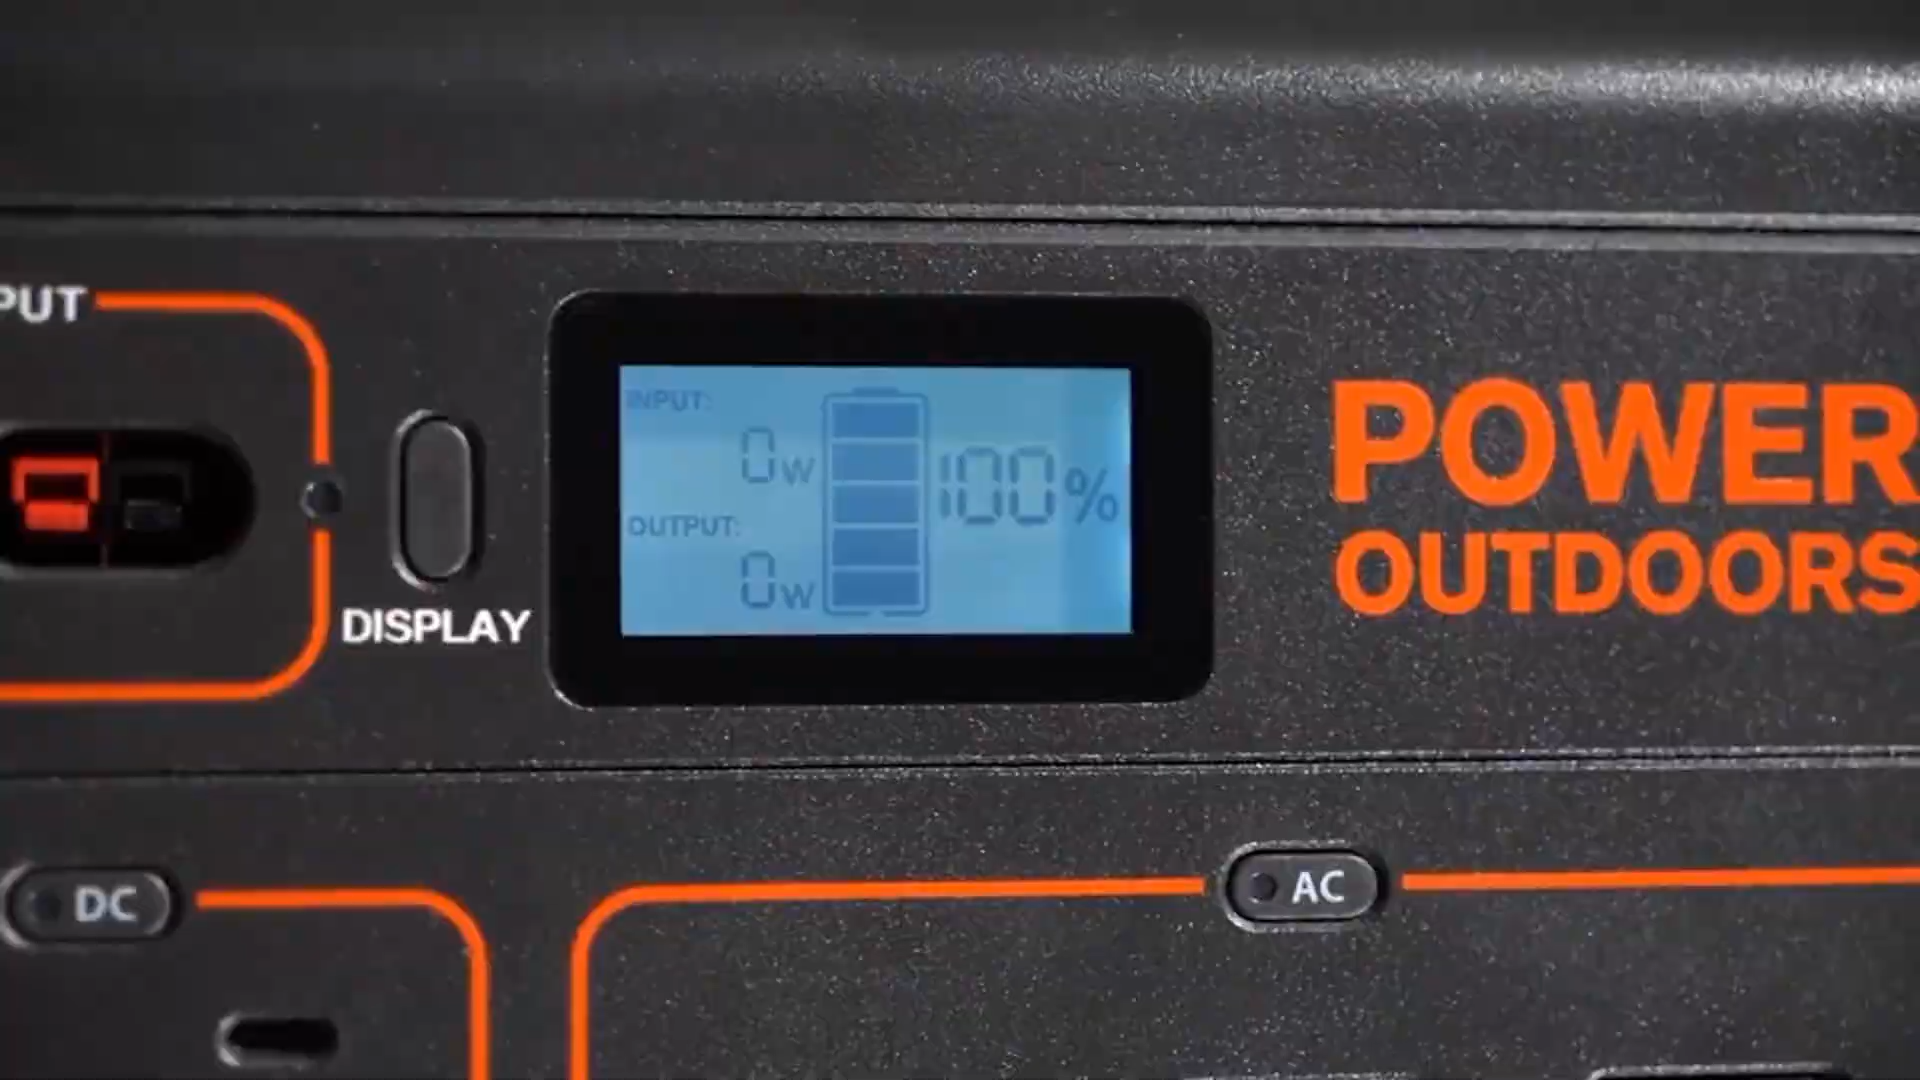 PUT
DISPLAY
INPUT:
0W
100%
OUTPUT:
0W
POWER
OUTDOORS
DC
AC